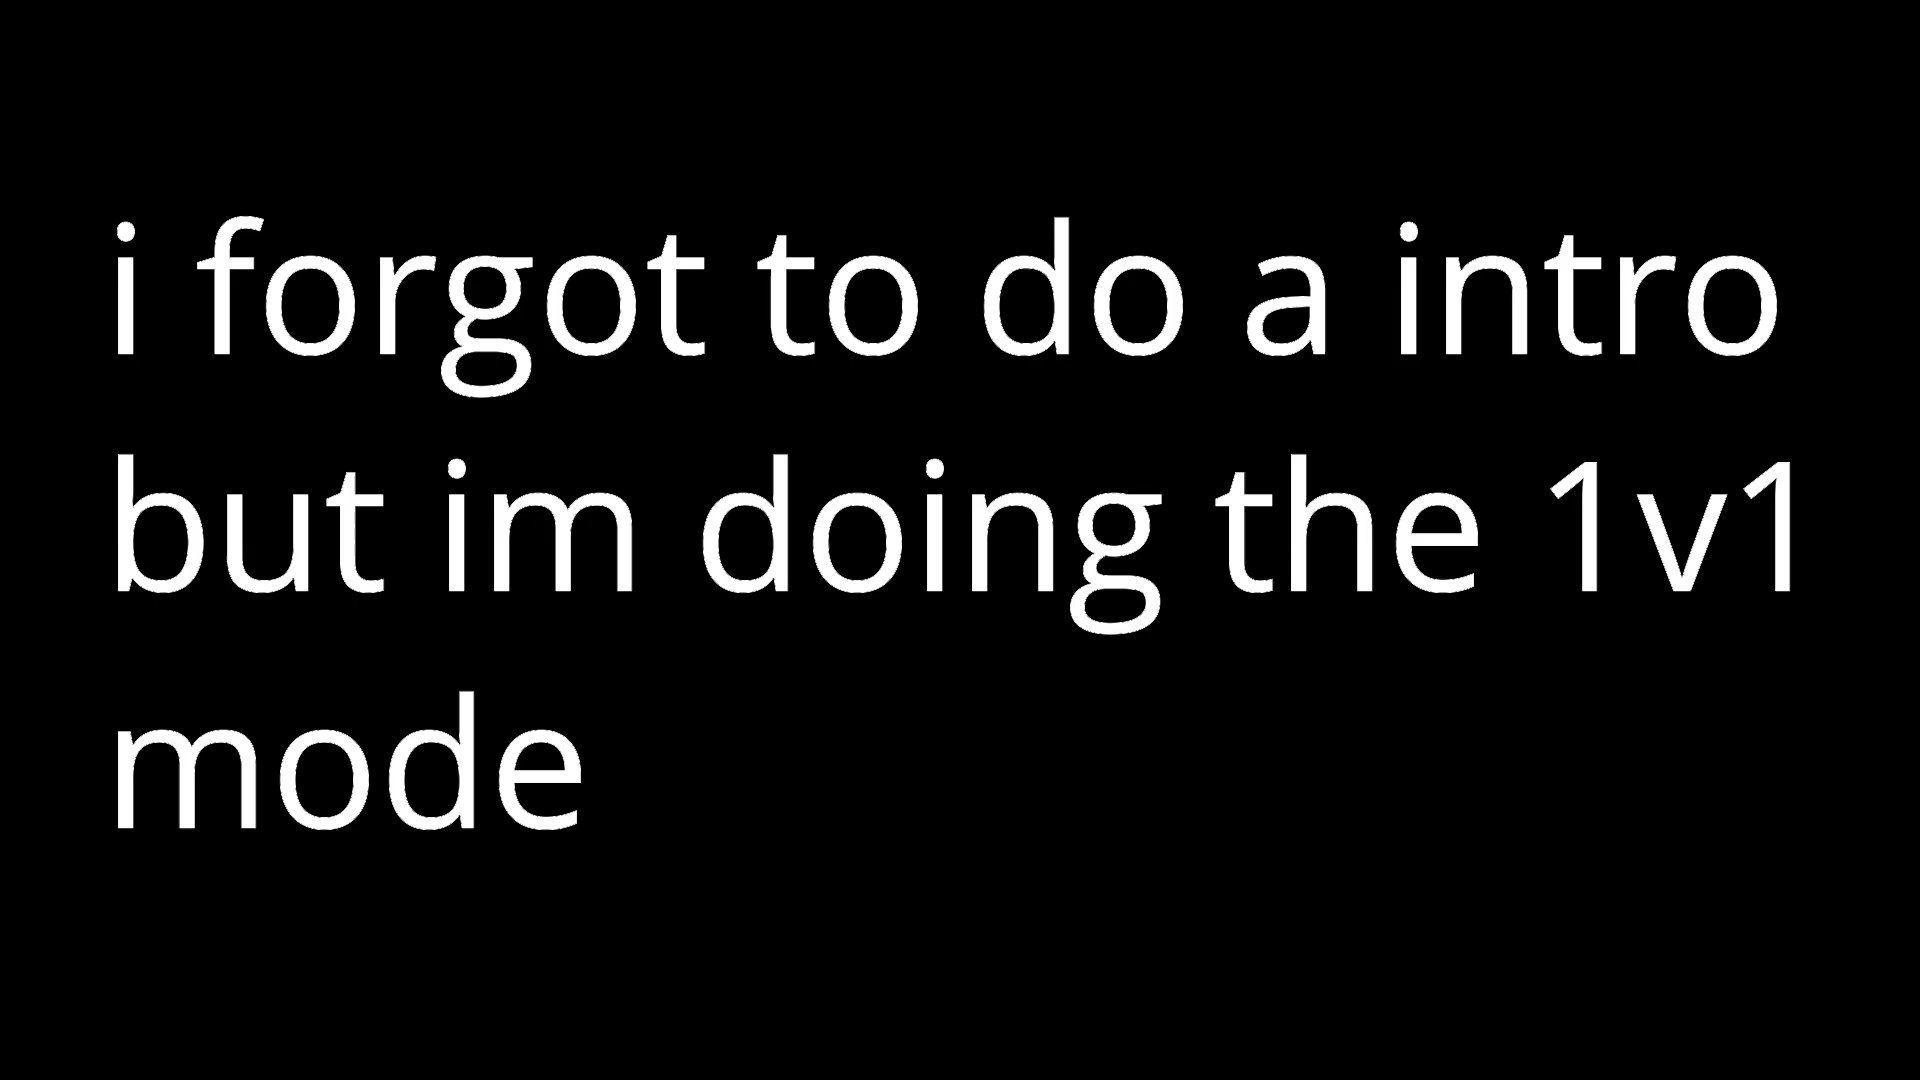 i forgot to do a intro
but im doing the 1v1
mode